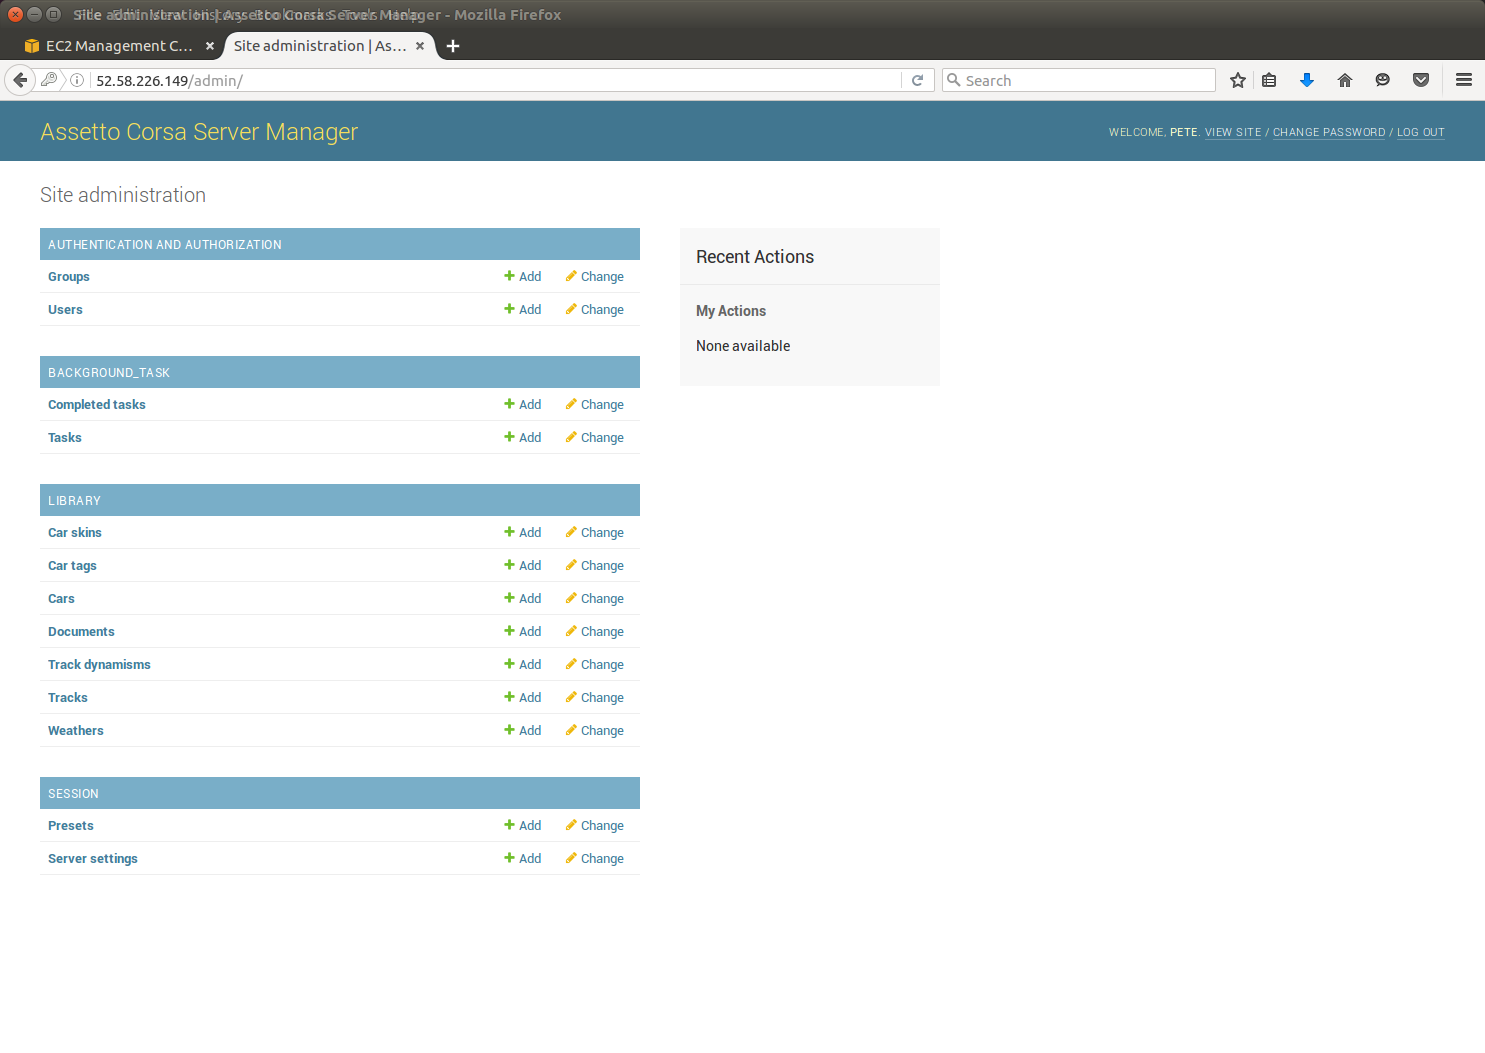 Site administration | Assetto Corsa Server Manager - Mozilla Firefox
EC2 Management C...
Site administration | As...
52.58.226.149/admin/
Search
Assetto Corsa Server Manager
WELCOME, PETE. VIEW SITE / CHANGE PASSWORD / LOG OUT
Site administration
AUTHENTICATION AND AUTHORIZATION
Groups Add Change
Users Add Change
BACKGROUND_TASK
Completed tasks Add Change
Tasks Add Change
LIBRARY
Car skins Add Change
Car tags Add Change
Cars Add Change
Documents Add Change
Track dynamisms Add Change
Tracks Add Change
Weathers Add Change
SESSION
Presets Add Change
Server settings Add Change
Recent Actions
My Actions
None available